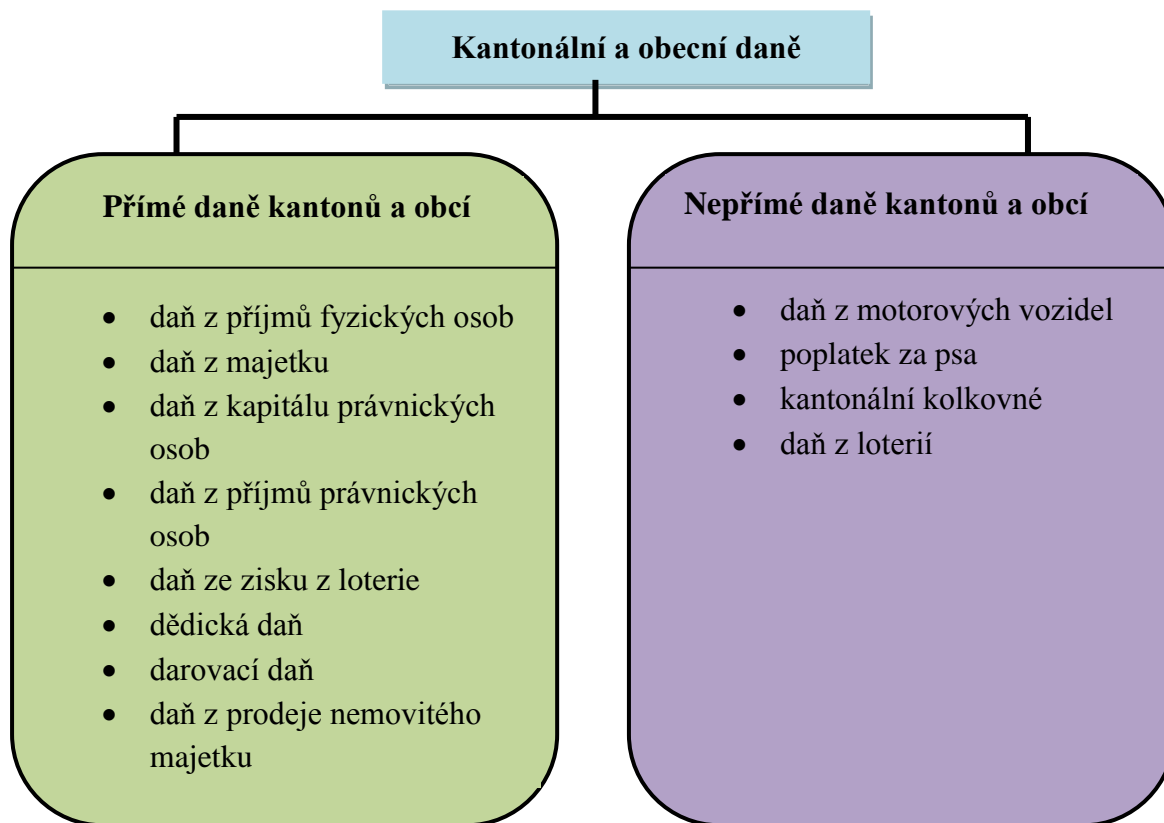 Kantonální a obecní daně
Přímé daně kantonů a obcí
• daň z příjmů fyzických osob
• daň z majetku
• daň z kapitálu právnických
osob
• daň z příjmů právnických
osob
• daň ze zisku z loterie
• dědická daň
• darovací daň
• daň z prodeje nemovitého
majetku
Nepřímé daně kantonů a obcí
• daň z motorových vozidel
• poplatek za psa
• kantonální kolkovné
• daň z loterií